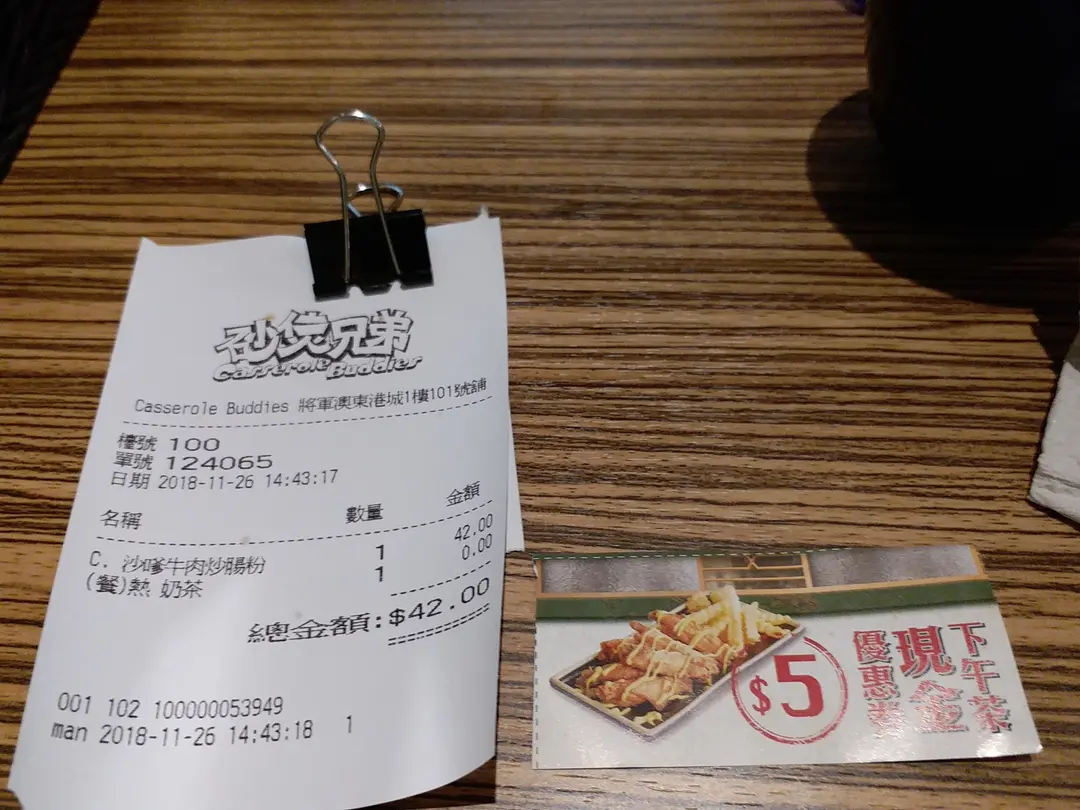 砂煲兄弟
Casserole Buddies
Casserole Buddies 將軍澳東港城1樓101號舖
檯號 100
單號 124065
日期 2018-11-26 14:43:17
名稱 數量 金額
C. 沙嗲牛肉炒腸粉 1 42.00
(餐)熱 奶茶 1 0.00
總金額:$42.00
001 102 100000053949
man 2018-11-26 14:43:18 1
$5
下午茶
現金
優惠券